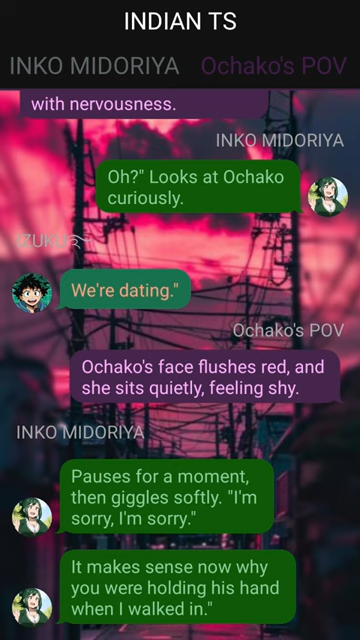 INDIAN TS
INKO MIDORIYA Ochako's POV
with nervousness.
INKO MIDORIYA
Oh?" Looks at Ochako
curiously.
IZUKU
We're dating."
Ochako's POV
Ochako's face flushes red, and
she sits quietly, feeling shy.
INKO MIDORIYA
Pauses for a moment,
then giggles softly. "I'm
sorry, I'm sorry."
It makes sense now why
you were holding his hand
when I walked in."